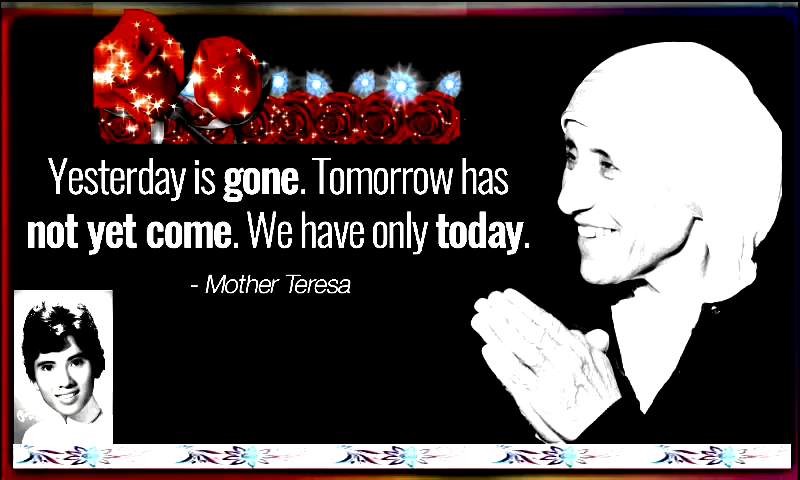 Yesterday is gone. Tomorrow has
not yet come. We have only today.
- Mother Teresa